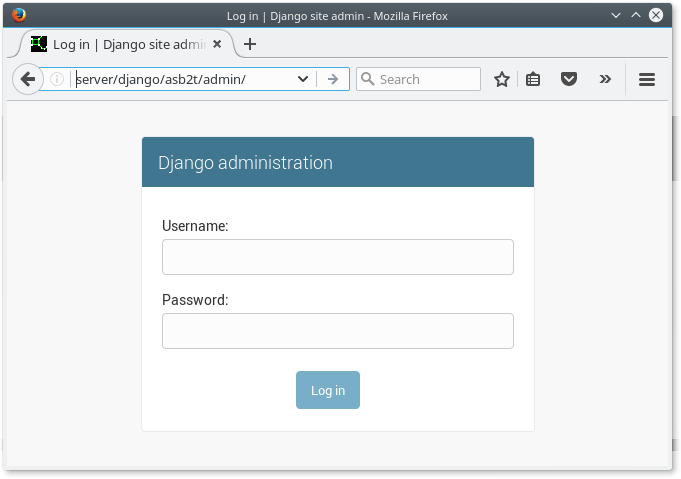 Log in | Django site admin - Mozilla Firefox
Log in | Django site admi
server/django/asb2t/admin/
Search
Django administration
Username:
Password:
Log in